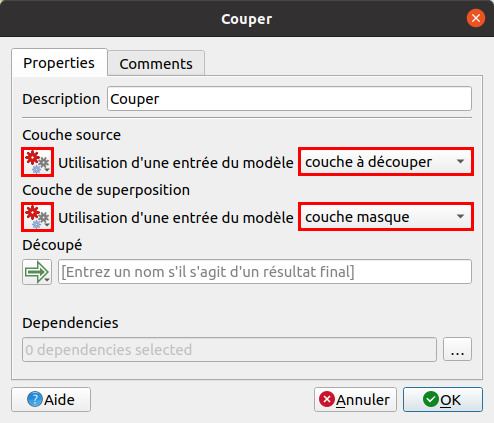 Couper
Properties Comments
Description Couper
Couche source
Utilisation d'une entrée du modèle couche à découper
Couche de superposition
Utilisation d'une entrée du modèle couche masque
Découpé
[Entrez un nom s'il s'agit d'un résultat final]
Dependencies
0 dependencies selected ...
Aide Annuler OK